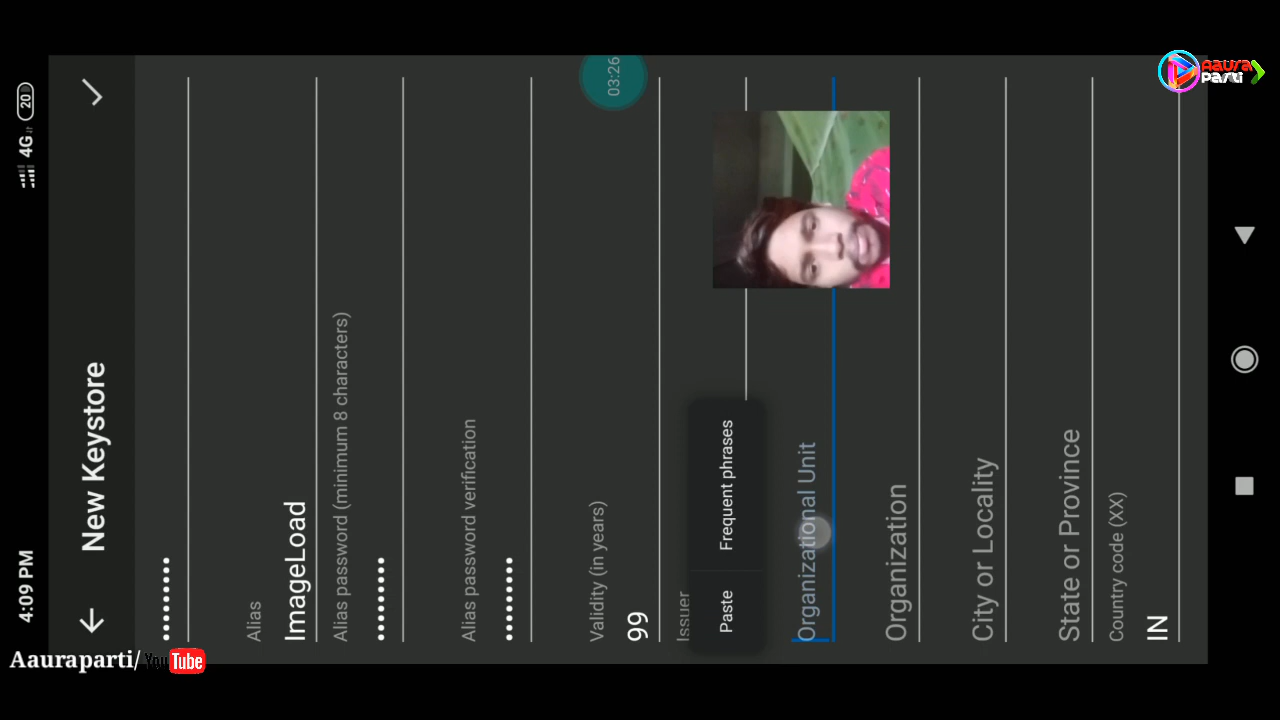 4:09 PM
4G
20
New Keystore
••••••••
Alias
ImageLoad
Alias password (minimum 8 characters)
••••••••
Alias password verification
••••••••
Validity (in years)
99
03:26
Issuer
Paste
Frequent phrases
Organizational Unit
Organization
City or Locality
State or Province
Country code (XX)
IN
Aaura
Parti
Aauraparti/YouTube